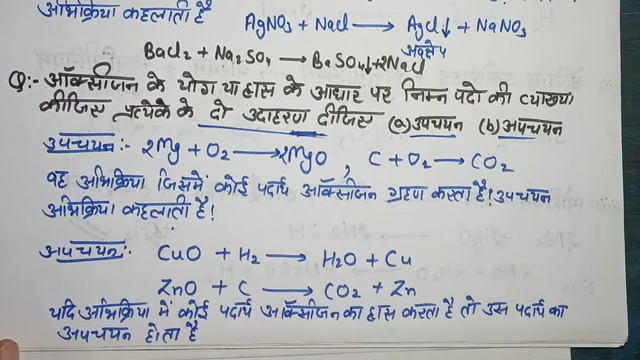 अभिक्रिया कहलाती है
AgNO₃ + NaCl ⟶ AgCl↓ + NaNO₃
अवक्षेप
BaCl₂ + Na₂SO₄ ⟶ BaSO₄↓ + 2NaCl
Q:- आक्सीजन के योग या हास के आधार पर निम्न पदो की व्याख्या
कीजिए प्रत्येक के दो उदाहरण दीजिए (a) उपचयन (b) अपचयन
उपचयन:- 2Mg + O₂ ⟶ 2MgO , C + O₂ ⟶ CO₂
वह अभिक्रिया जिसमें कोई पदार्थ ऑक्सीजन ग्रहण करता है! उपचयन
अभिक्रिया कहलाती है!
अपचयन:- CuO + H₂ ⟶ H₂O + Cu
ZnO + C ⟶ CO₂ + Zn
यदि अभिक्रिया में कोई पदार्थ ऑक्सीजन का हास करता है तो उस पदार्थ का
अपचयन होता है